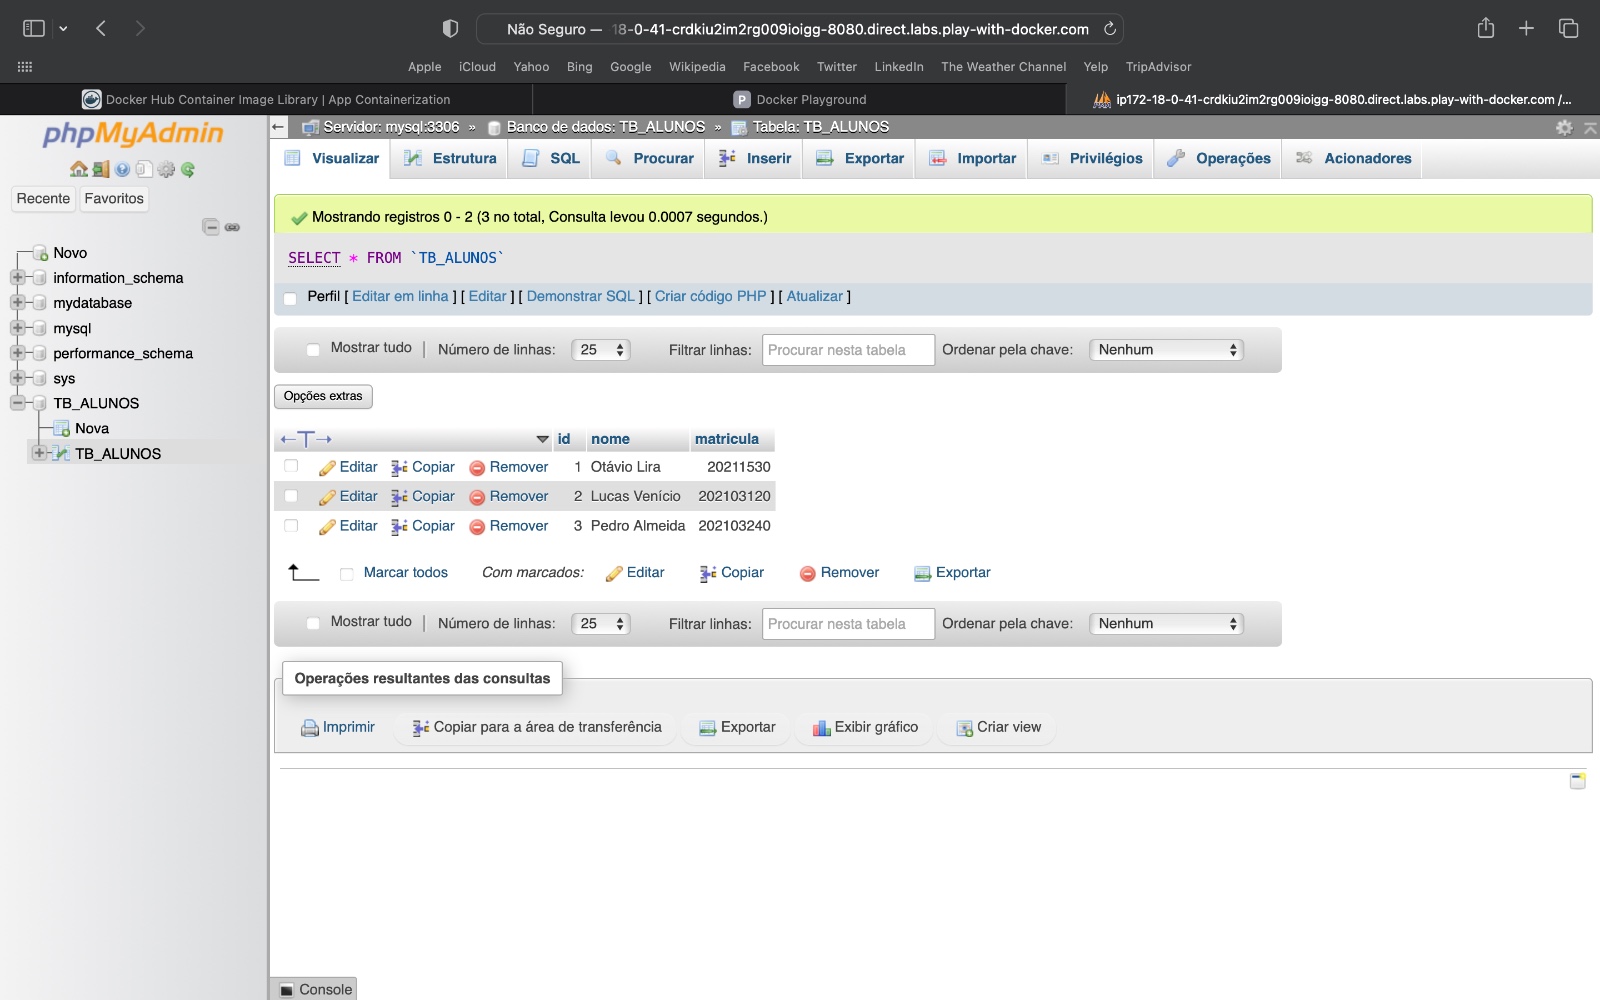 Não Seguro — 18-0-41-crdkiu2im2rg009ioigg-8080.direct.labs.play-with-docker.com
Apple iCloud Yahoo Bing Google Wikipedia Facebook Twitter LinkedIn The Weather Channel Yelp TripAdvisor
Docker Hub Container Image Library | App Containerization
P Docker Playground
ip172-18-0-41-crdkiu2im2rg009ioigg-8080.direct.labs.play-with-docker.com /...
phpMyAdmin
Recente Favoritos
Novo
information_schema
mydatabase
mysql
performance_schema
sys
TB_ALUNOS
Nova
TB_ALUNOS
Servidor: mysql:3306 » Banco de dados: TB_ALUNOS » Tabela: TB_ALUNOS
Visualizar Estrutura SQL Procurar Inserir Exportar Importar Privilégios Operações Acionadores
Mostrando registros 0 - 2 (3 no total, Consulta levou 0.0007 segundos.)
SELECT * FROM `TB_ALUNOS`
Perfil [ Editar em linha ] [ Editar ] [ Demonstrar SQL ] [ Criar código PHP ] [ Atualizar ]
Mostrar tudo | Número de linhas: 25 Filtrar linhas: Procurar nesta tabela Ordenar pela chave: Nenhum
Opções extras
id nome matricula
Editar Copiar Remover 1 Otávio Lira 20211530
Editar Copiar Remover 2 Lucas Venício 202103120
Editar Copiar Remover 3 Pedro Almeida 202103240
Marcar todos Com marcados: Editar Copiar Remover Exportar
Mostrar tudo | Número de linhas: 25 Filtrar linhas: Procurar nesta tabela Ordenar pela chave: Nenhum
Operações resultantes das consultas
Imprimir Copiar para a área de transferência Exportar Exibir gráfico Criar view
Console